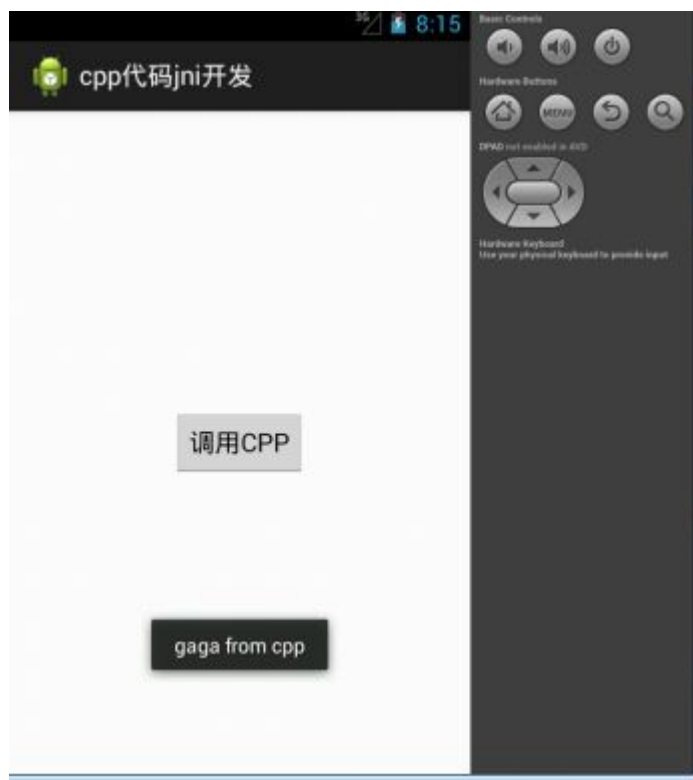 3G 8:15
cpp代码jni开发
调用CPP
gaga from cpp
Basic Controls
Hardware Buttons
MENU
DPAD not enabled in AVD
Hardware Keyboard
Use your physical keyboard to provide input